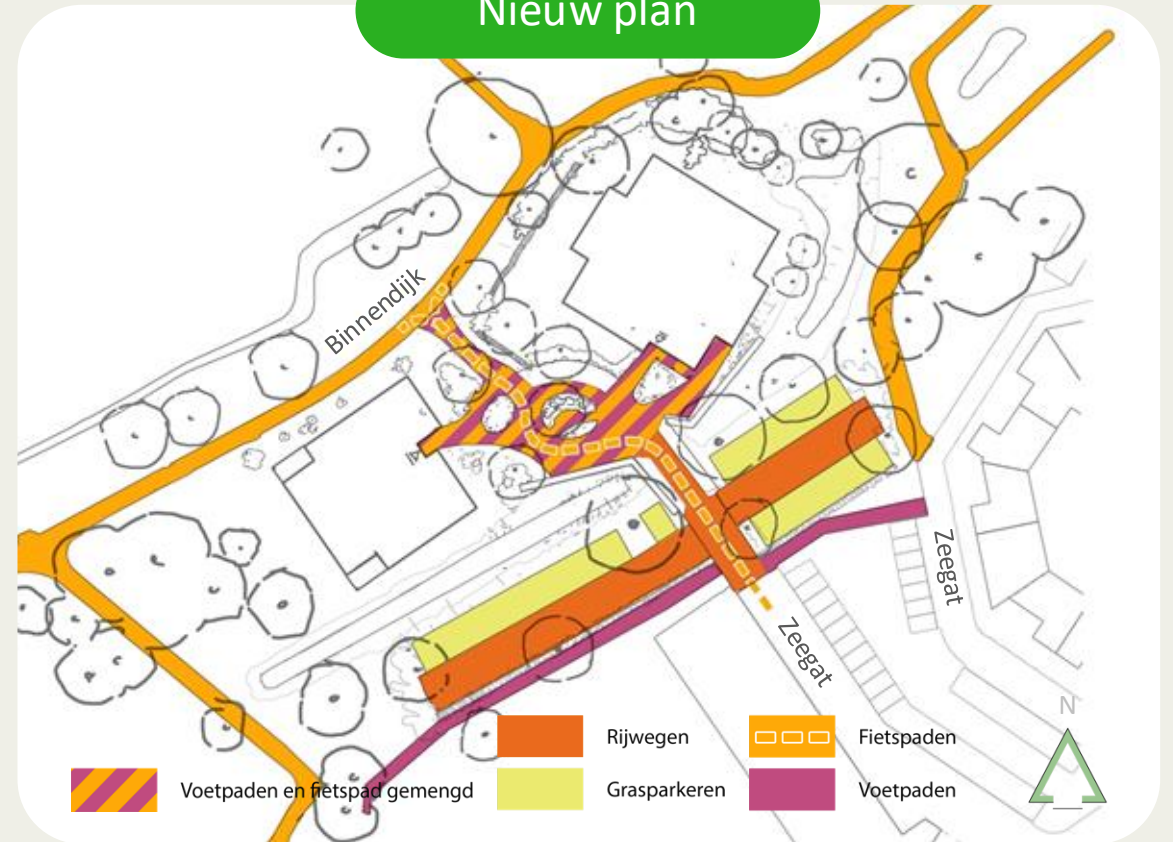 Nieuw plan
Binnendijk
Zeegat
Zeegat
N
Rijwegen
Fietspaden
Voetpaden en fietspad gemengd
Grasparkeren
Voetpaden